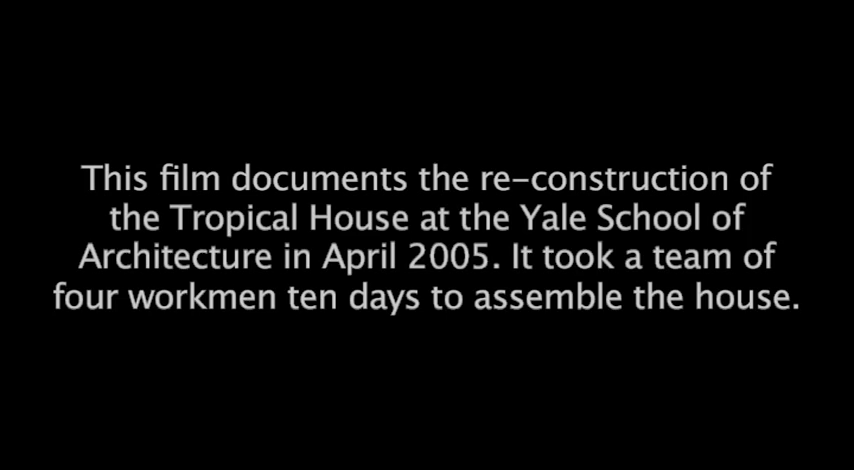 This film documents the re-construction of
the Tropical House at the Yale School of
Architecture in April 2005. It took a team of
four workmen ten days to assemble the house.